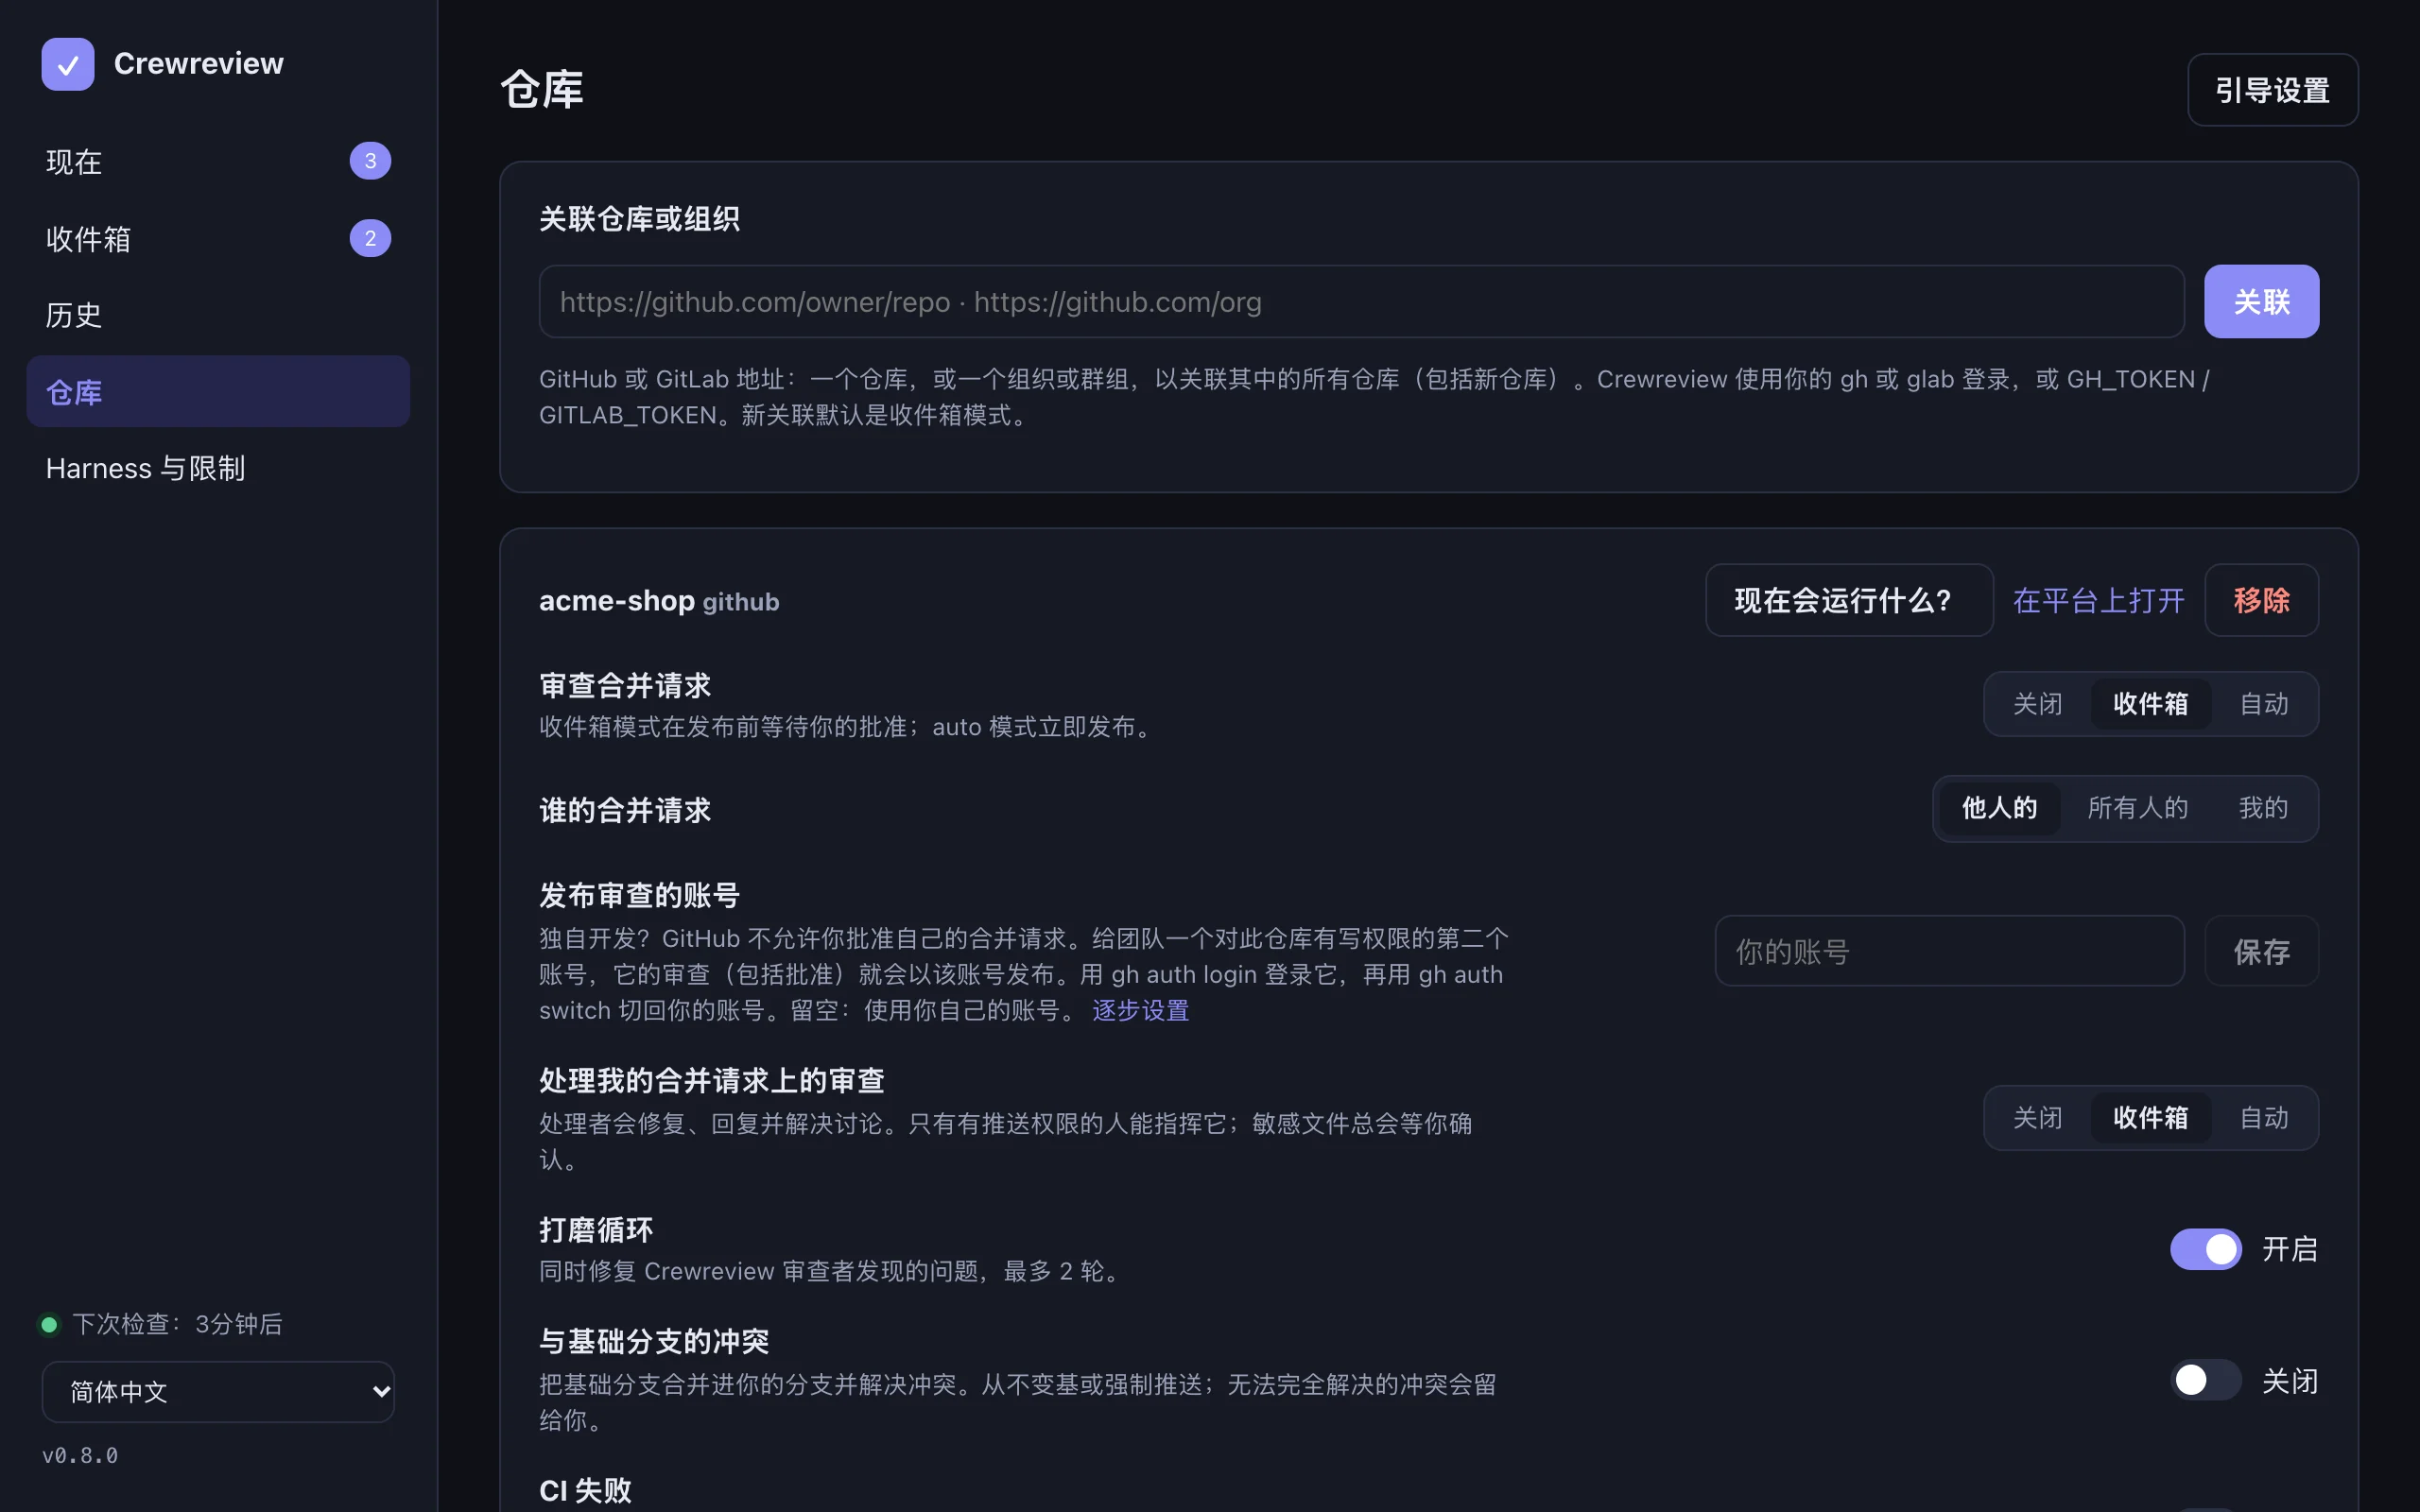 Crewreview
现在
3
收件箱
2
历史
仓库
Harness 与限制
下次检查：3分钟后
简体中文
v0.8.0
仓库
引导设置
关联仓库或组织
https://github.com/owner/repo · https://github.com/org
关联
GitHub 或 GitLab 地址：一个仓库，或一个组织或群组，以关联其中的所有仓库（包括新仓库）。Crewreview 使用你的 gh 或 glab 登录，或 GH_TOKEN /
GITLAB_TOKEN。新关联默认是收件箱模式。
acme-shop github
现在会运行什么？
在平台上打开
移除
审查合并请求
收件箱模式在发布前等待你的批准；auto 模式立即发布。
关闭
收件箱
自动
谁的合并请求
他人的
所有人的
我的
发布审查的账号
独自开发？GitHub 不允许你批准自己的合并请求。给团队一个对此仓库有写权限的第二个
账号，它的审查（包括批准）就会以该账号发布。用 gh auth login 登录它，再用 gh auth
switch 切回你的账号。留空：使用你自己的账号。 逐步设置
你的账号
保存
处理我的合并请求上的审查
处理者会修复、回复并解决讨论。只有有推送权限的人能指挥它；敏感文件总会等你确
认。
关闭
收件箱
自动
打磨循环
同时修复 Crewreview 审查者发现的问题，最多 2 轮。
开启
与基础分支的冲突
把基础分支合并进你的分支并解决冲突。从不变基或强制推送；无法完全解决的冲突会留
给你。
关闭
CI 失败